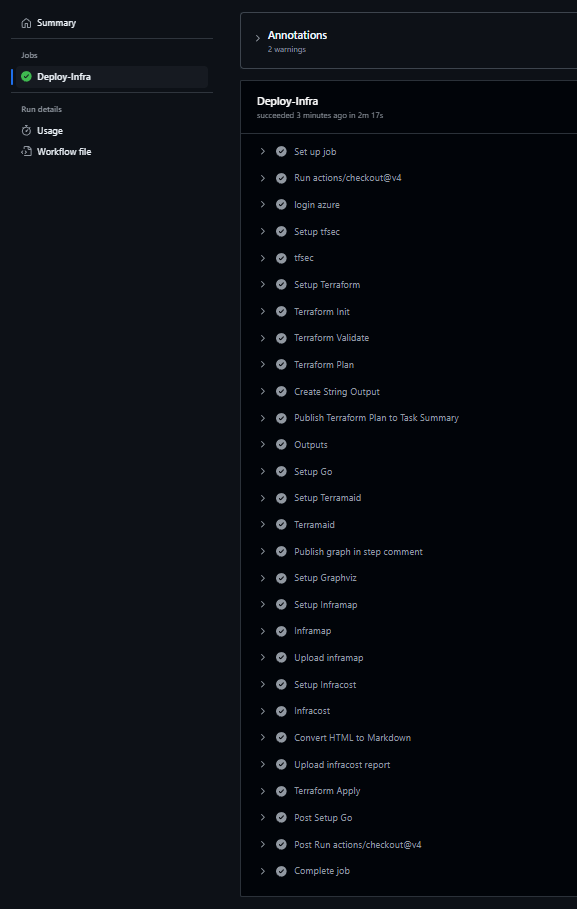 Summary
Jobs
Deploy-Infra
Run details
Usage
Workflow file
Annotations
2 warnings
Deploy-Infra
succeeded 3 minutes ago in 2m 17s
Set up job
Run actions/checkout@v4
login azure
Setup tfsec
tfsec
Setup Terraform
Terraform Init
Terraform Validate
Terraform Plan
Create String Output
Publish Terraform Plan to Task Summary
Outputs
Setup Go
Setup Terramaid
Terramaid
Publish graph in step comment
Setup Graphviz
Setup Inframap
Inframap
Upload inframap
Setup Infracost
Infracost
Convert HTML to Markdown
Upload infracost report
Terraform Apply
Post Setup Go
Post Run actions/checkout@v4
Complete job